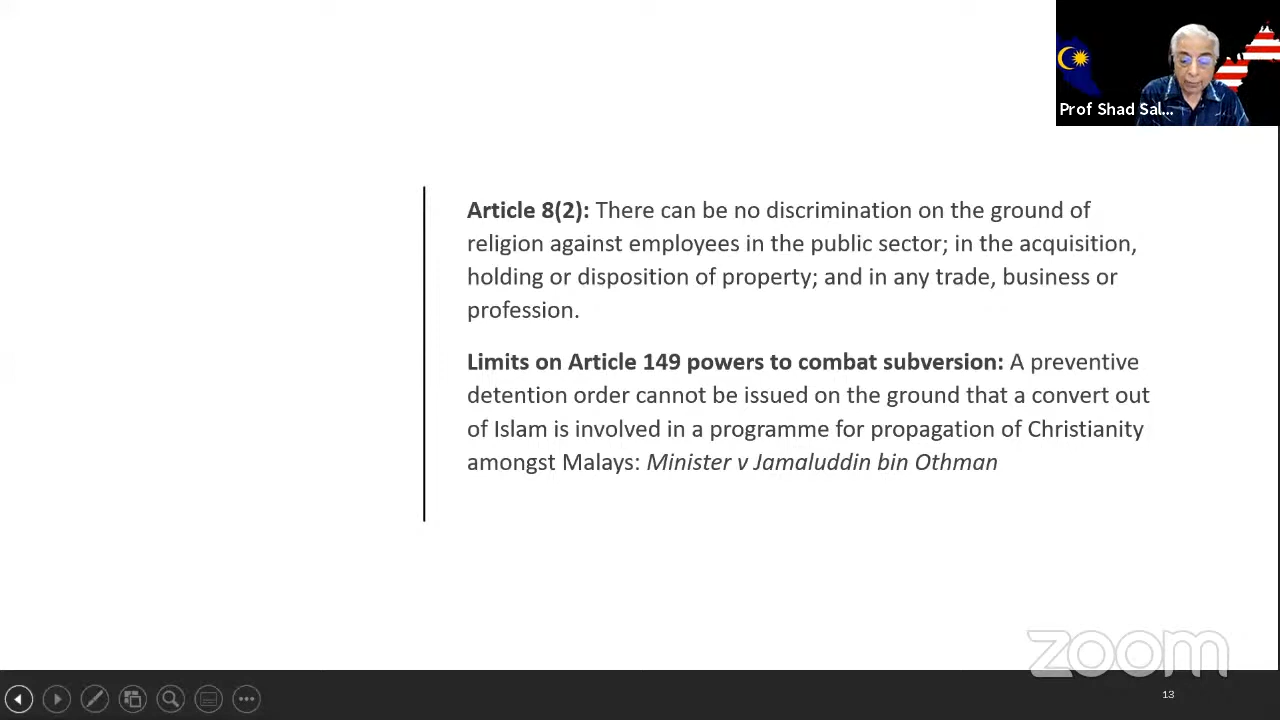 Prof Shad Sal...
Article 8(2): There can be no discrimination on the ground of
religion against employees in the public sector; in the acquisition,
holding or disposition of property; and in any trade, business or
profession.
Limits on Article 149 powers to combat subversion: A preventive
detention order cannot be issued on the ground that a convert out
of Islam is involved in a programme for propagation of Christianity
amongst Malays: Minister v Jamaluddin bin Othman
zoom
13